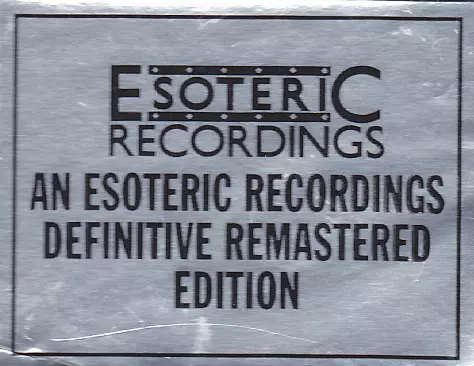 ESOTERIC
RECORDINGS
AN ESOTERIC RECORDINGS
DEFINITIVE REMASTERED
EDITION